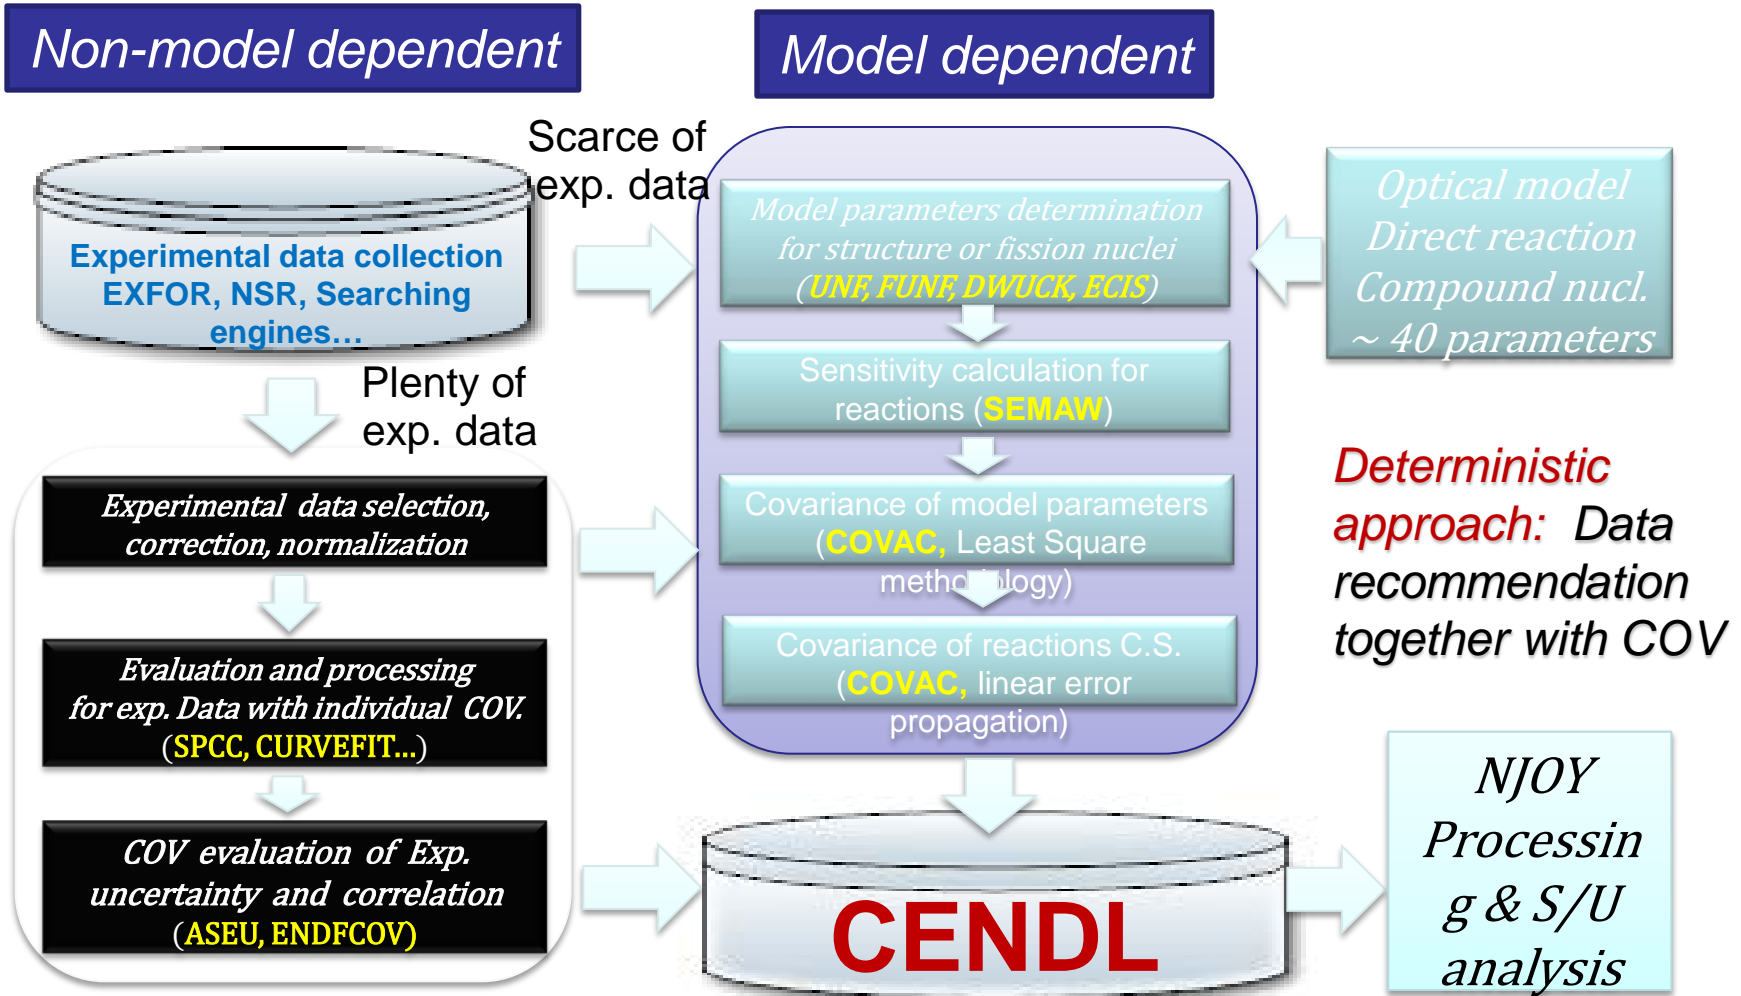 Non-model dependent
Model dependent
Scarce of
exp. data
Experimental data collection
EXFOR, NSR, Searching
engines…
Plenty of
exp. data
Experimental data selection,
correction, normalization
Evaluation and processing
for exp. Data with individual COV.
(SPCC, CURVEFIT…)
COV evaluation of Exp.
uncertainty and correlation
(ASEU, ENDFCOV)
Model parameters determination
for structure or fission nuclei
(UNF, FUNF, DWUCK, ECIS)
Sensitivity calculation for
reactions (SEMAW)
Covariance of model parameters
(COVAC, Least Square
methodology)
Covariance of reactions C.S.
(COVAC, linear error
propagation)
CENDL
Optical model
Direct reaction
Compound nucl.
~ 40 parameters
Deterministic
approach: Data
recommendation
together with COV
NJOY
Processin
g & S/U
analysis